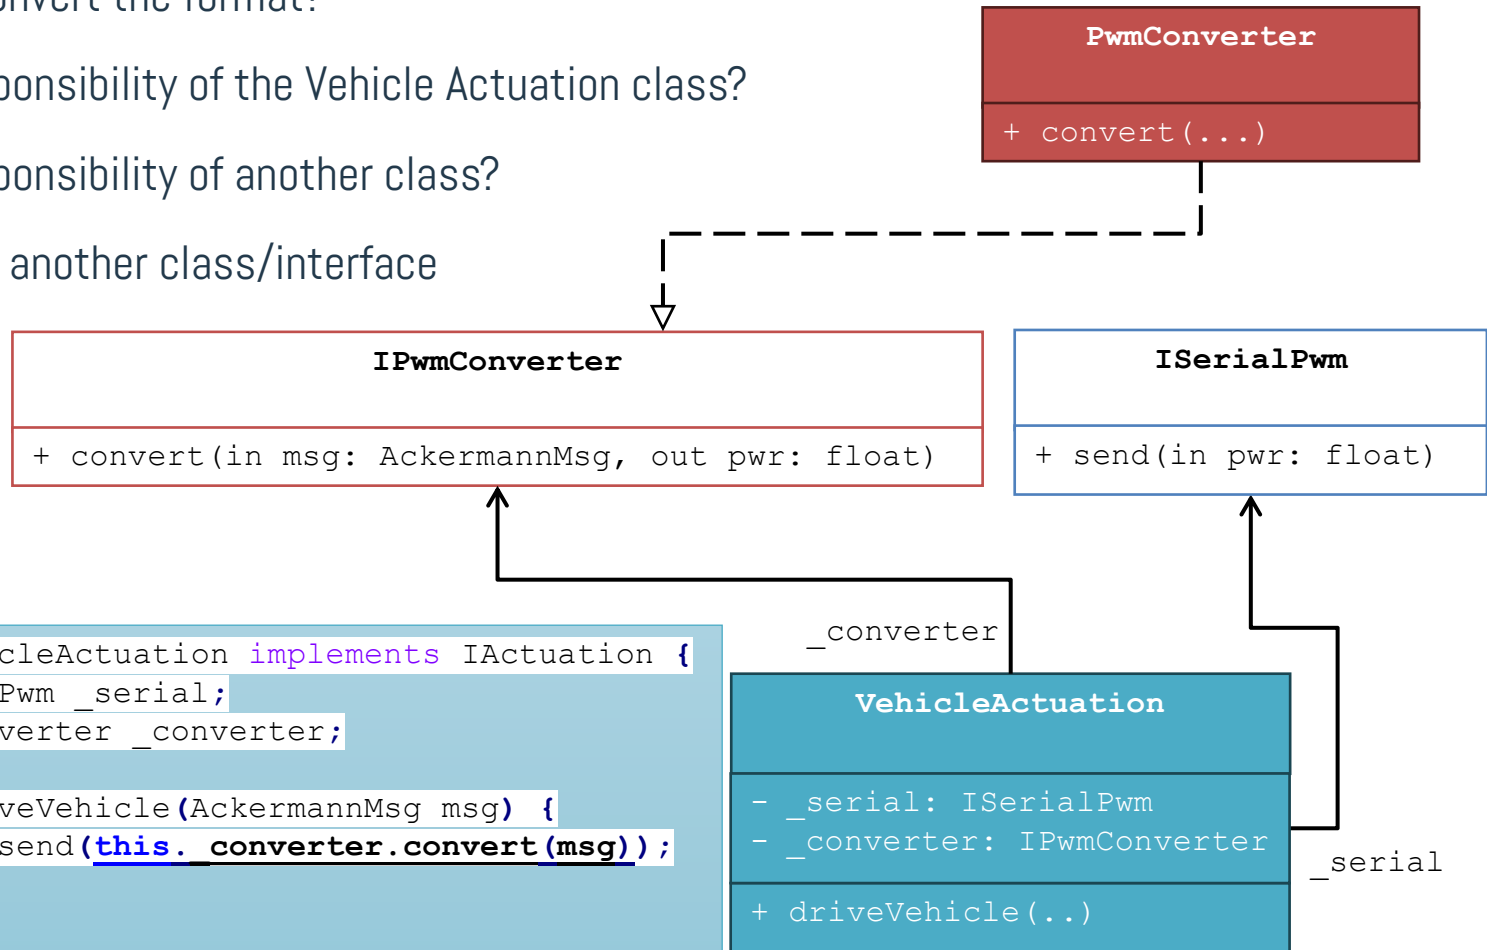 onvert the format?
ponsibility of the Vehicle Actuation class?
ponsibility of another class?
another class/interface
PwmConverter
+ convert(...)
IPwmConverter
+ convert(in msg: AckermannMsg, out pwr: float)
ISerialPwm
+ send(in pwr: float)
_converter
cleActuation implements IActuation {
Pwm _serial;
verter _converter;
veVehicle(AckermannMsg msg) {
send(this._converter.convert(msg));
VehicleActuation
- _serial: ISerialPwm
- _converter: IPwmConverter
+ driveVehicle(..)
_serial